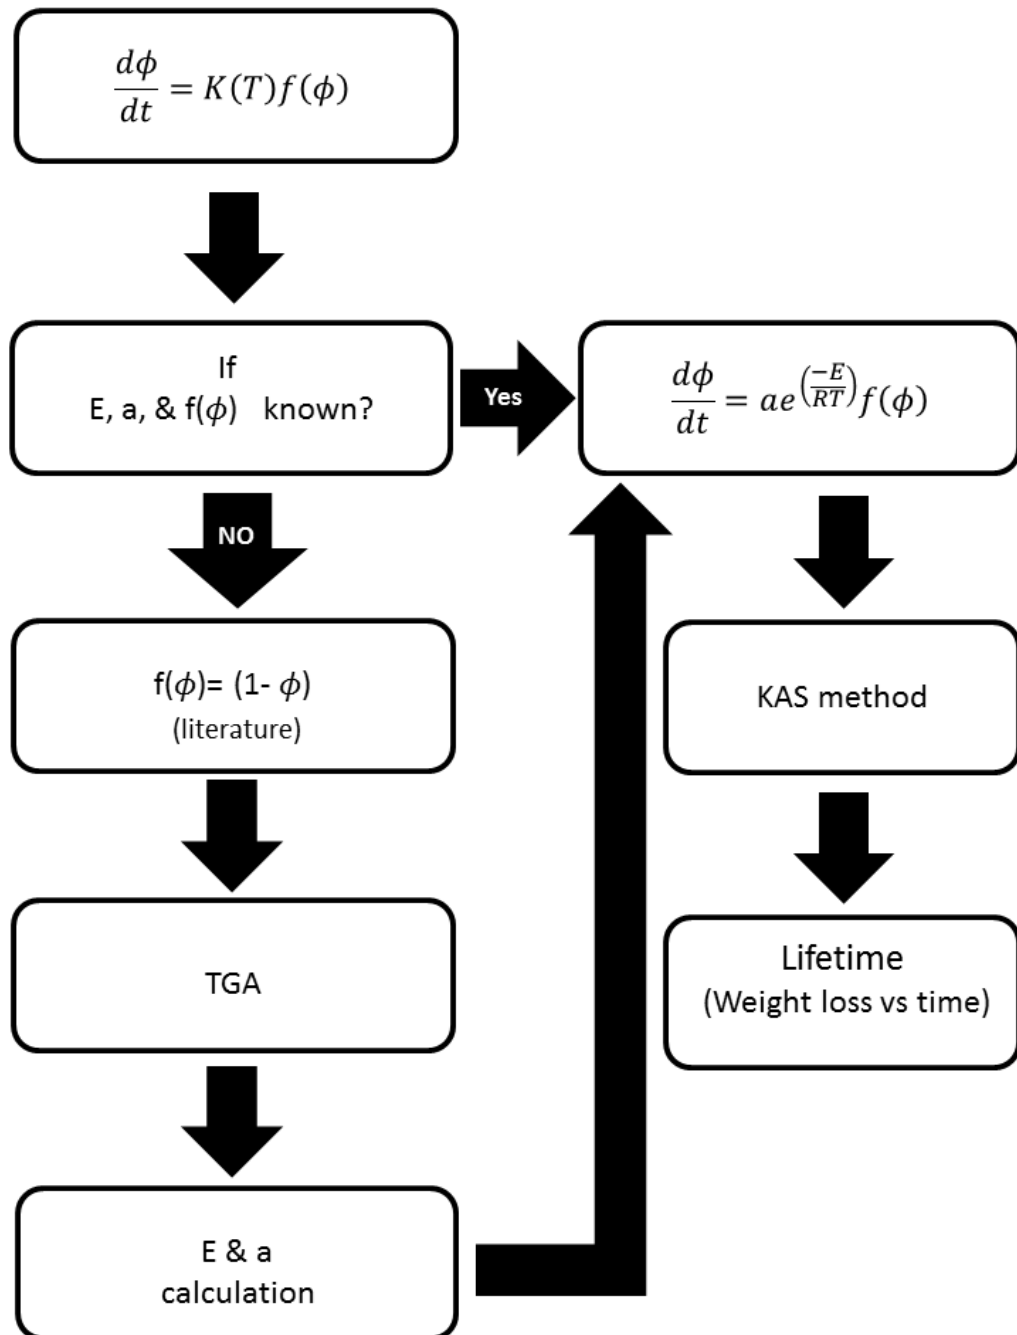 dϕ/dt = K(T)f(ϕ)
If
E, a, & f(ϕ) known?
Yes
dϕ/dt = ae^(−E/RT) f(ϕ)
NO
f(ϕ)= (1- ϕ)
(literature)
KAS method
TGA
Lifetime
(Weight loss vs time)
E & a
calculation